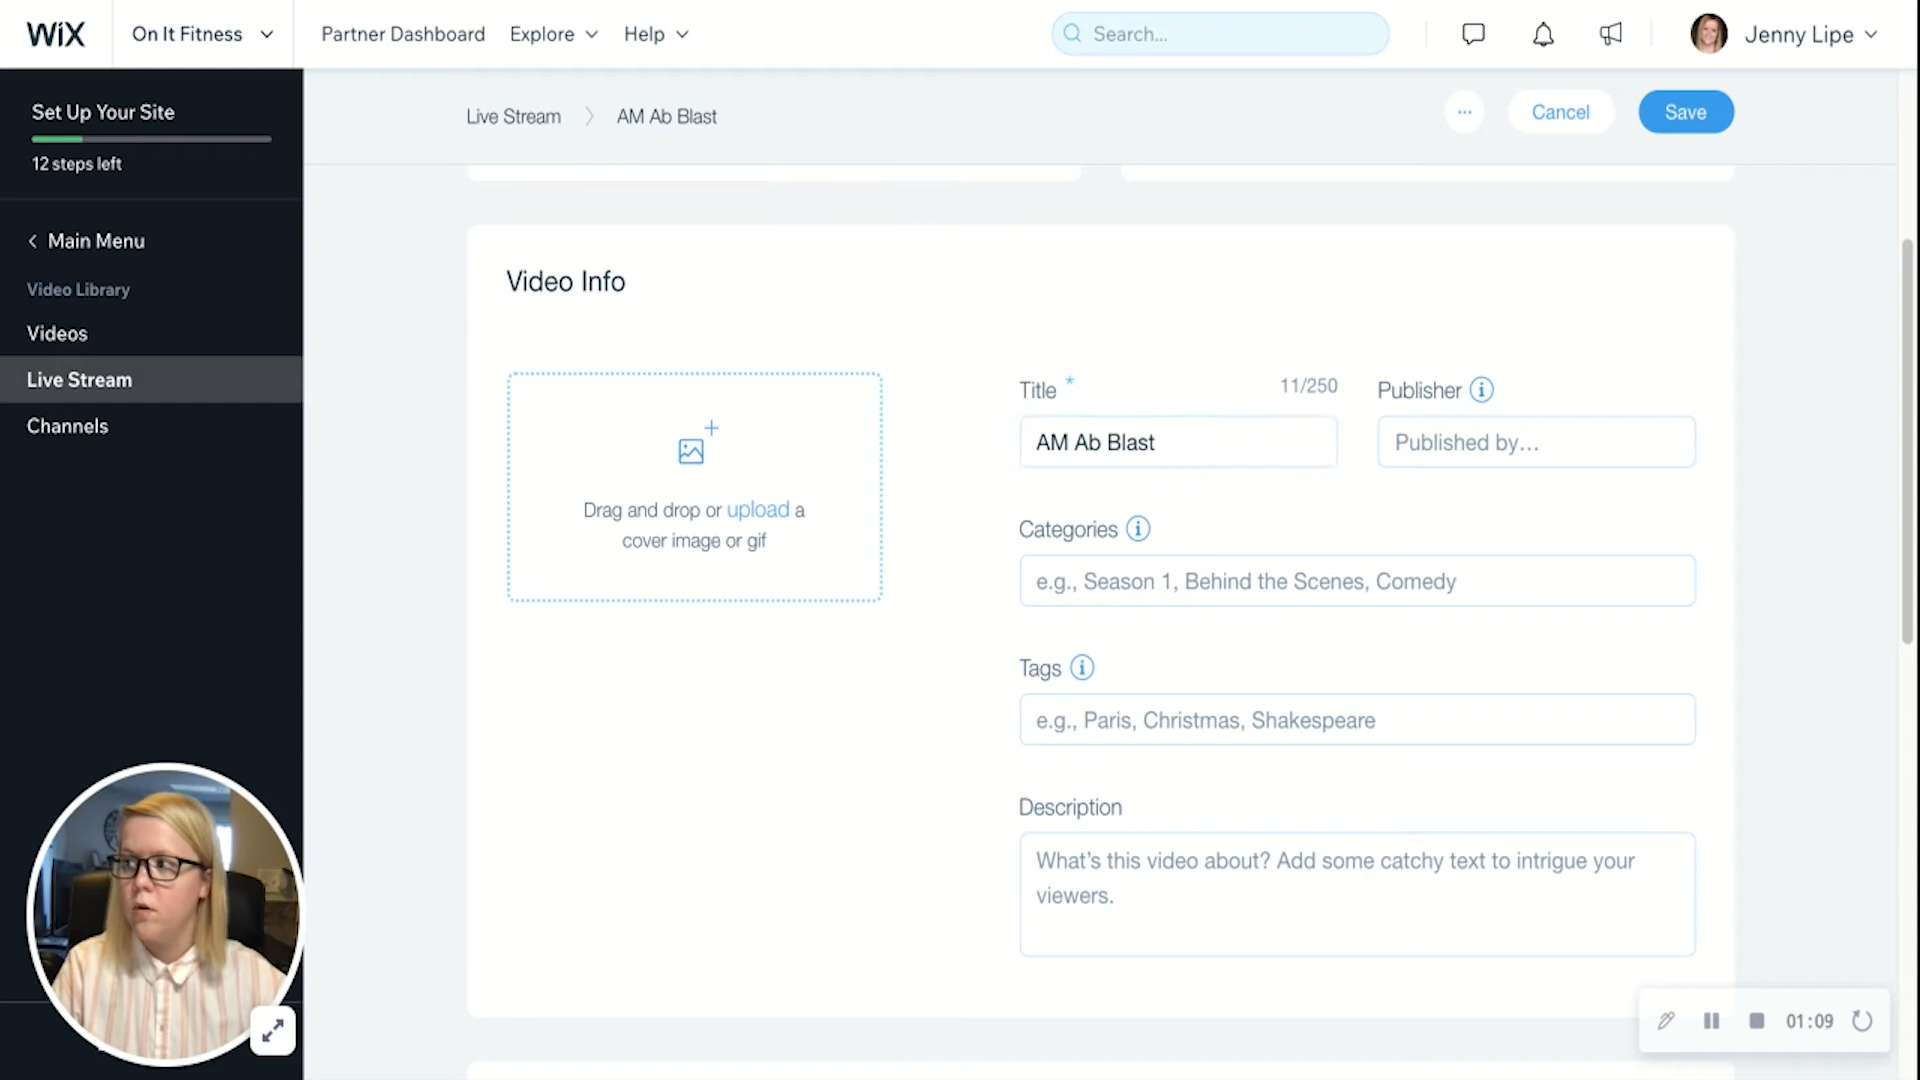 WiX
On It Fitness
Partner Dashboard
Explore
Help
Search...
Jenny Lipe
Set Up Your Site
12 steps left
Main Menu
Video Library
Videos
Live Stream
Channels
Live Stream
AM Ab Blast
...
Cancel
Save
Video Info
Drag and drop or upload a
cover image or gif
Title *
11/250
AM Ab Blast
Publisher
Published by...
Categories
e.g., Season 1, Behind the Scenes, Comedy
Tags
e.g., Paris, Christmas, Shakespeare
Description
What's this video about? Add some catchy text to intrigue your
viewers.
01:09